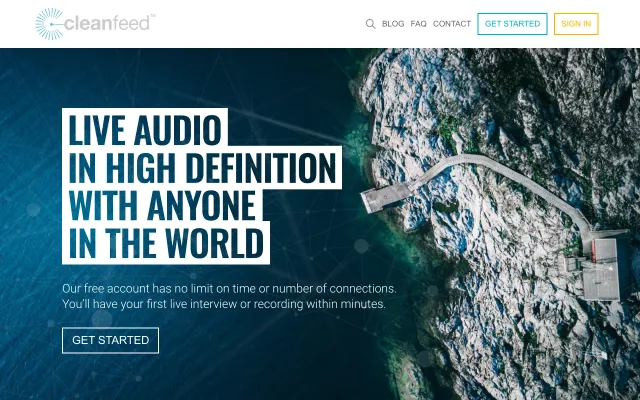 cleanfeed™
BLOG FAQ CONTACT GET STARTED SIGN IN
LIVE AUDIO
IN HIGH DEFINITION
WITH ANYONE
IN THE WORLD
Our free account has no limit on time or number of connections.
You'll have your first live interview or recording within minutes.
GET STARTED